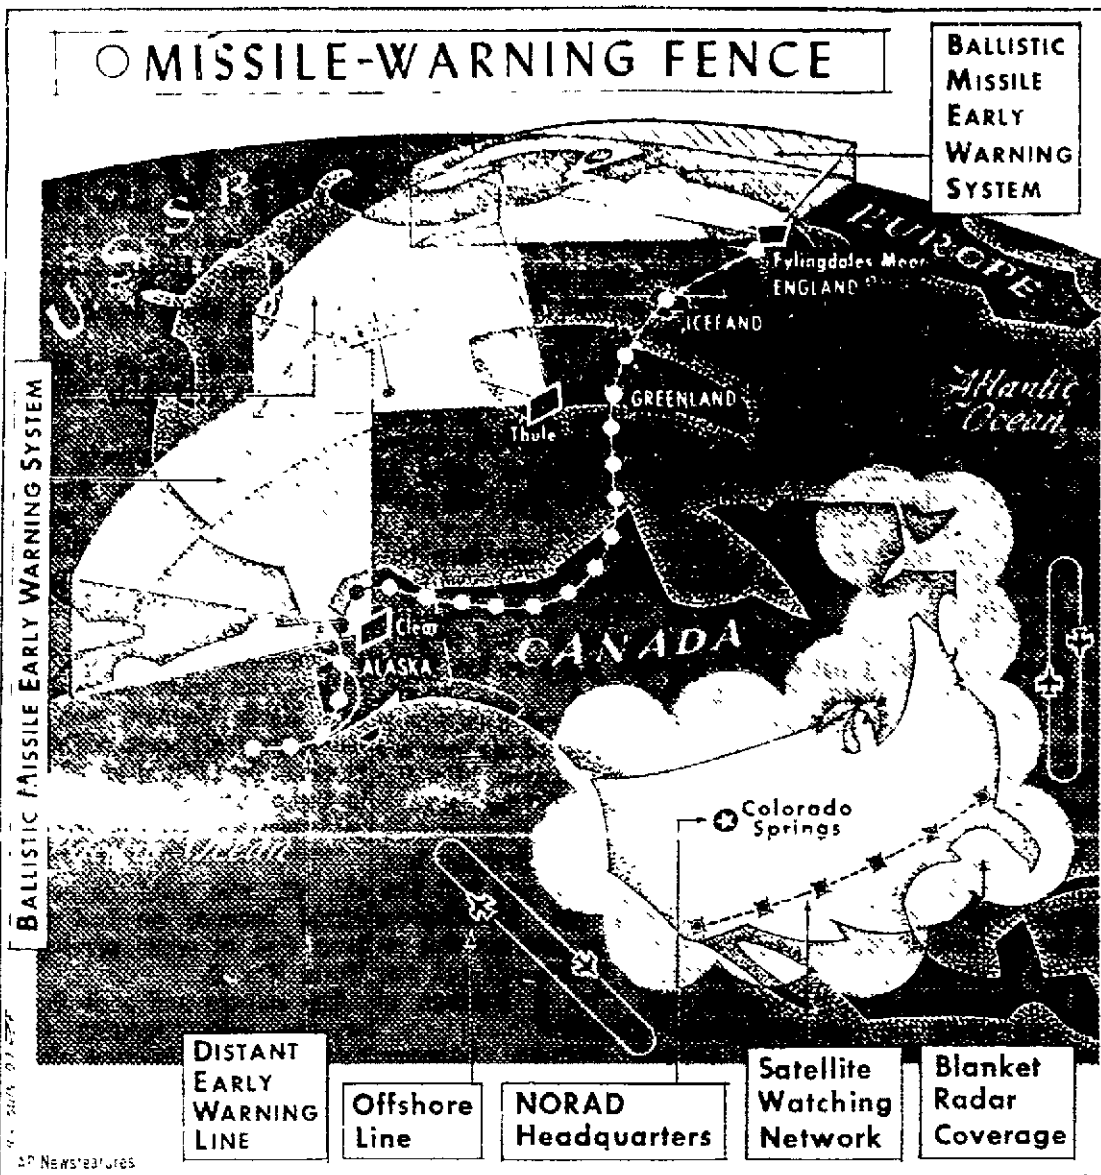 MISSILE-WARNING FENCE
BALLISTIC
MISSILE
EARLY
WARNING
SYSTEM
USSR
EUROPE
Fylingdales Moor
ENGLAND
ICELAND
Atlantic
Ocean
GREENLAND
Thule
BALLISTIC MISSILE EARLY WARNING SYSTEM
Clear
CANADA
ALASKA
Colorado
Springs
Ocean
DISTANT
EARLY
WARNING
LINE
Offshore
Line
NORAD
Headquarters
Satellite
Watching
Network
Blanket
Radar
Coverage
AP Newsfeatures